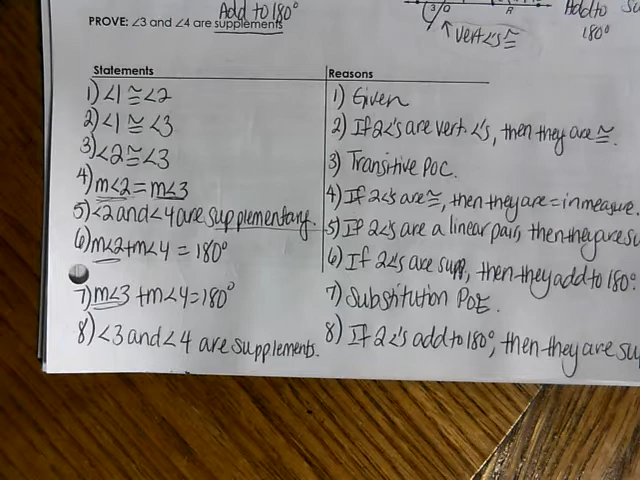 Add to 180°
PROVE: ∠3 and ∠4 are supplements
3
A
↑ vert ∠s ≅
Add to
180°
Statements Reasons
1) ∠1 ≅ ∠2 1) Given
2) ∠1 ≅ ∠3 2) If 2 ∠'s are vert. ∠'s, then they are ≅.
3) ∠2 ≅ ∠3 3) Transitive POC.
4) m∠2 = m∠3 4) If 2∠'s are ≅, then they are = in measure.
5) ∠2 and ∠4 are supplementary. 5) If 2∠'s are a linear pair, then they are su
6) m∠2 + m∠4 = 180° 6) If 2∠'s are supp, then they add to 180°.
7) m∠3 + m∠4 = 180° 7) Substitution POE.
8) ∠3 and ∠4 are supplements. 8) If 2∠'s add to 180°, then they are su